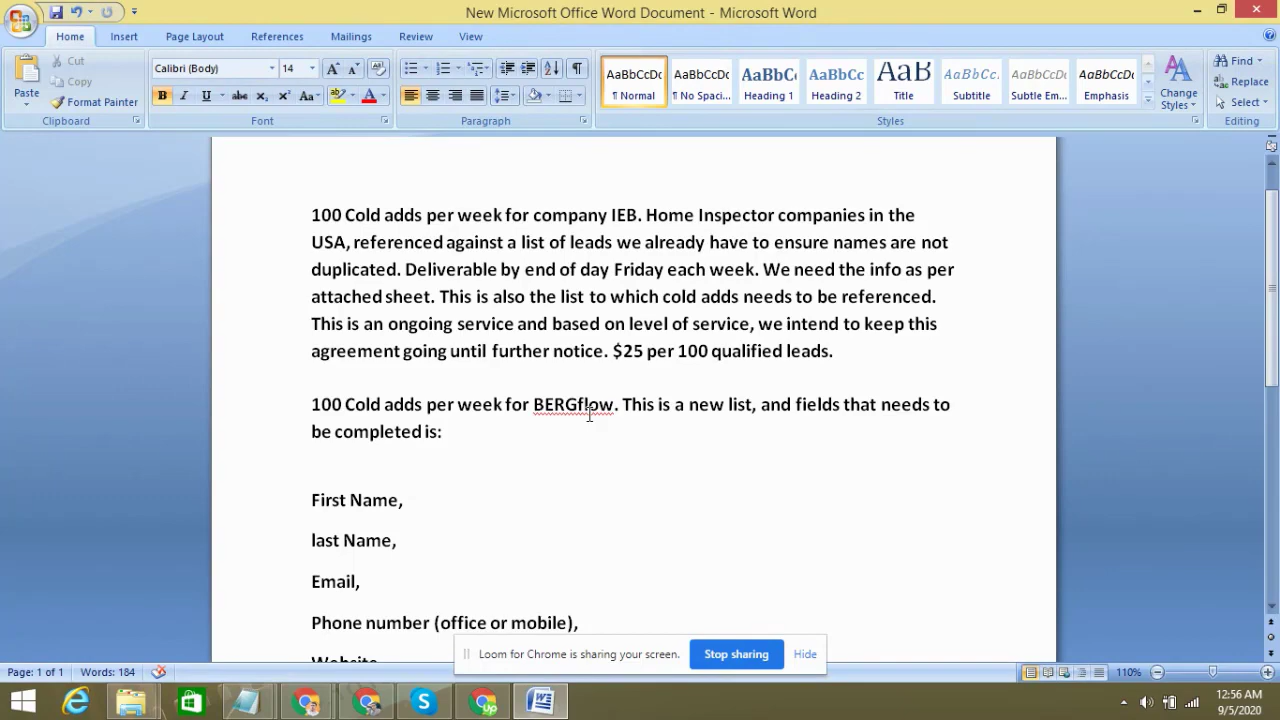 New Microsoft Office Word Document - Microsoft Word
Home Insert Page Layout References Mailings Review View
Paste
Cut
Copy
Format Painter
Clipboard
Calibri (Body) 14
B I U abc x₂ x² Aa
Font
Paragraph
AaBbCcDc AaBbCcDc AaBbC AaBbCc AaB AaBbCc. AaBbCcDc AaBbCcDc
¶ Normal ¶ No Spaci... Heading 1 Heading 2 Title Subtitle Subtle Em... Emphasis
Change
Styles
Styles
Find
Replace
Select
Editing
100 Cold adds per week for company IEB. Home Inspector companies in the
USA, referenced against a list of leads we already have to ensure names are not
duplicated. Deliverable by end of day Friday each week. We need the info as per
attached sheet. This is also the list to which cold adds needs to be referenced.
This is an ongoing service and based on level of service, we intend to keep this
agreement going until further notice. $25 per 100 qualified leads.
100 Cold adds per week for BERGflow. This is a new list, and fields that needs to
be completed is:
First Name,
last Name,
Email,
Phone number (office or mobile),
Website
Loom for Chrome is sharing your screen. Stop sharing Hide
Page: 1 of 1 Words: 184 110%
12:56 AM
9/5/2020